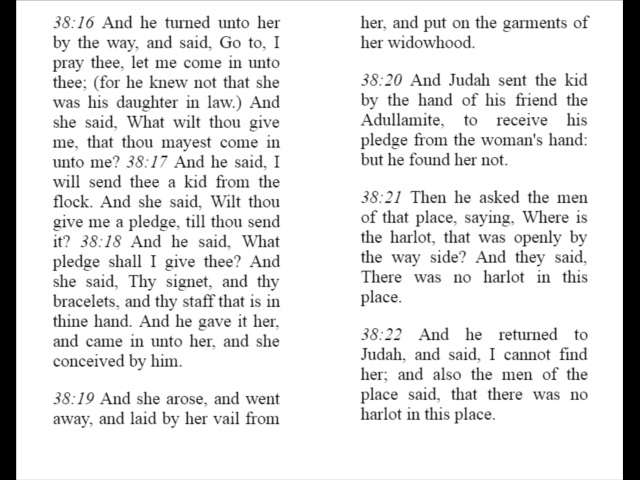 38:16 And he turned unto her
by the way, and said, Go to, I
pray thee, let me come in unto
thee; (for he knew not that she
was his daughter in law.) And
she said, What wilt thou give
me, that thou mayest come in
unto me? 38:17 And he said, I
will send thee a kid from the
flock. And she said, Wilt thou
give me a pledge, till thou send
it? 38:18 And he said, What
pledge shall I give thee? And
she said, Thy signet, and thy
bracelets, and thy staff that is in
thine hand. And he gave it her,
and came in unto her, and she
conceived by him.
38:19 And she arose, and went
away, and laid by her vail from
her, and put on the garments of
her widowhood.
38:20 And Judah sent the kid
by the hand of his friend the
Adullamite, to receive his
pledge from the woman's hand:
but he found her not.
38:21 Then he asked the men
of that place, saying, Where is
the harlot, that was openly by
the way side? And they said,
There was no harlot in this
place.
38:22 And he returned to
Judah, and said, I cannot find
her; and also the men of the
place said, that there was no
harlot in this place.